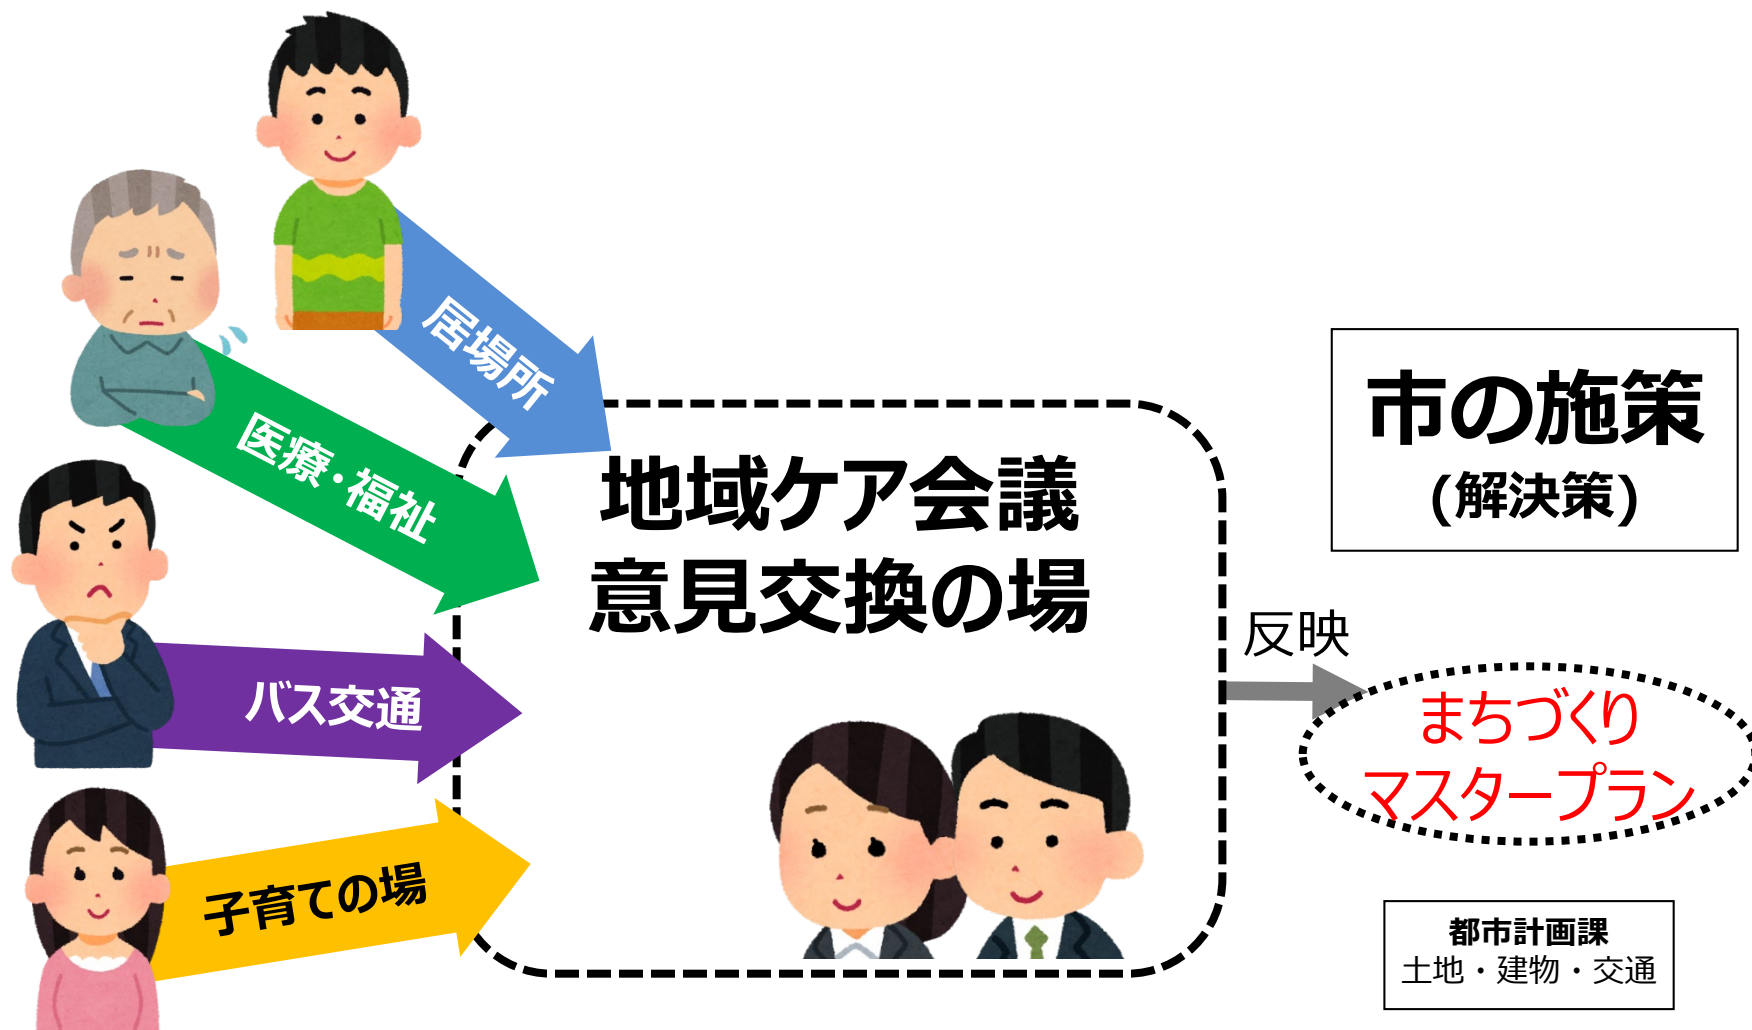 居場所
医療・福祉
バス交通
子育ての場
地域ケア会議
意見交換の場
反映
市の施策
(解決策)
まちづくり
マスタープラン
都市計画課
土地・建物・交通